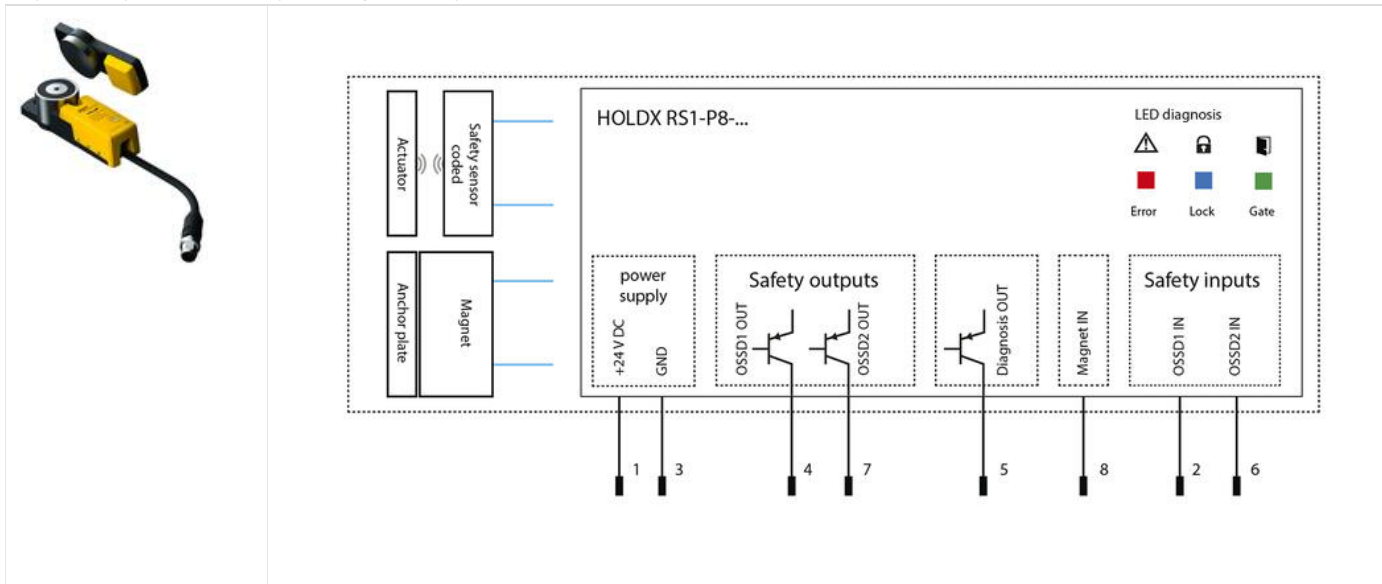 HOLDX RS1-P8-...
LED diagnosis
Error
Lock
Gate
Actuator
Safety sensor
coded
Anchor plate
Magnet
power
supply
+24 V DC
GND
Safety outputs
OSSD1 OUT
OSSD2 OUT
Diagnosis OUT
Magnet IN
Safety inputs
OSSD1 IN
OSSD2 IN
1
3
4
7
5
8
2
6